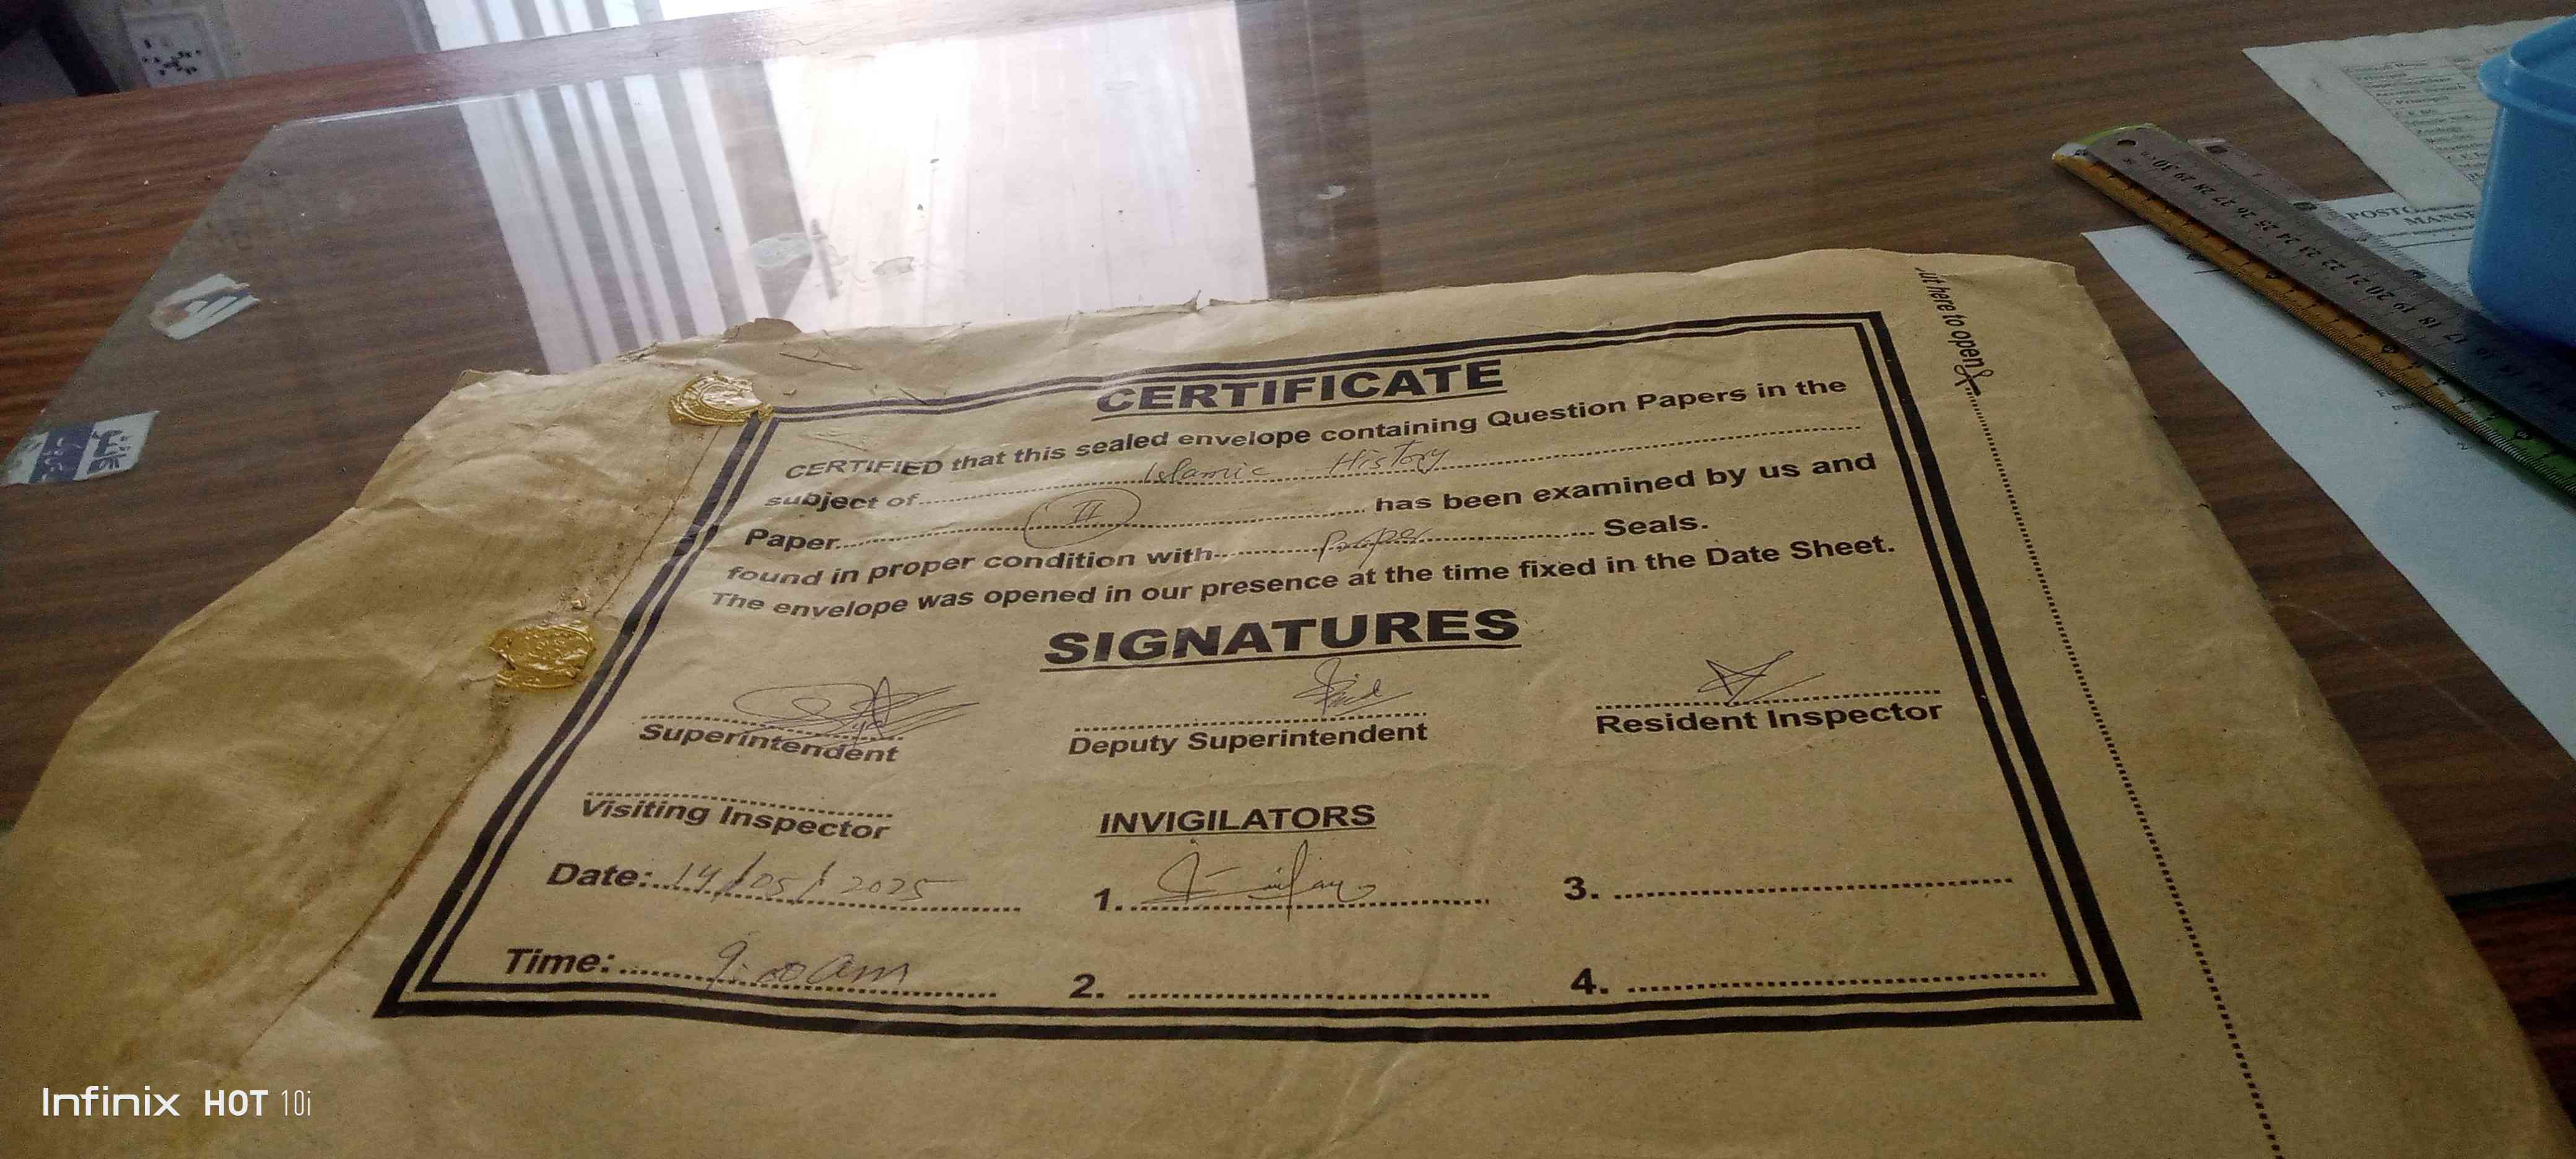 CERTIFICATE
CERTIFIED that this sealed envelope containing Question Papers in the
subject of Islamic History
Paper II has been examined by us and
found in proper condition with Proper Seals.
The envelope was opened in our presence at the time fixed in the Date Sheet.
SIGNATURES
Superintendent Deputy Superintendent Resident Inspector
Visiting Inspector INVIGILATORS
Date: 14/05/2025 1. 3.
Time: 9:00 am 2. 4.
ut here to open
Infinix HOT 10i